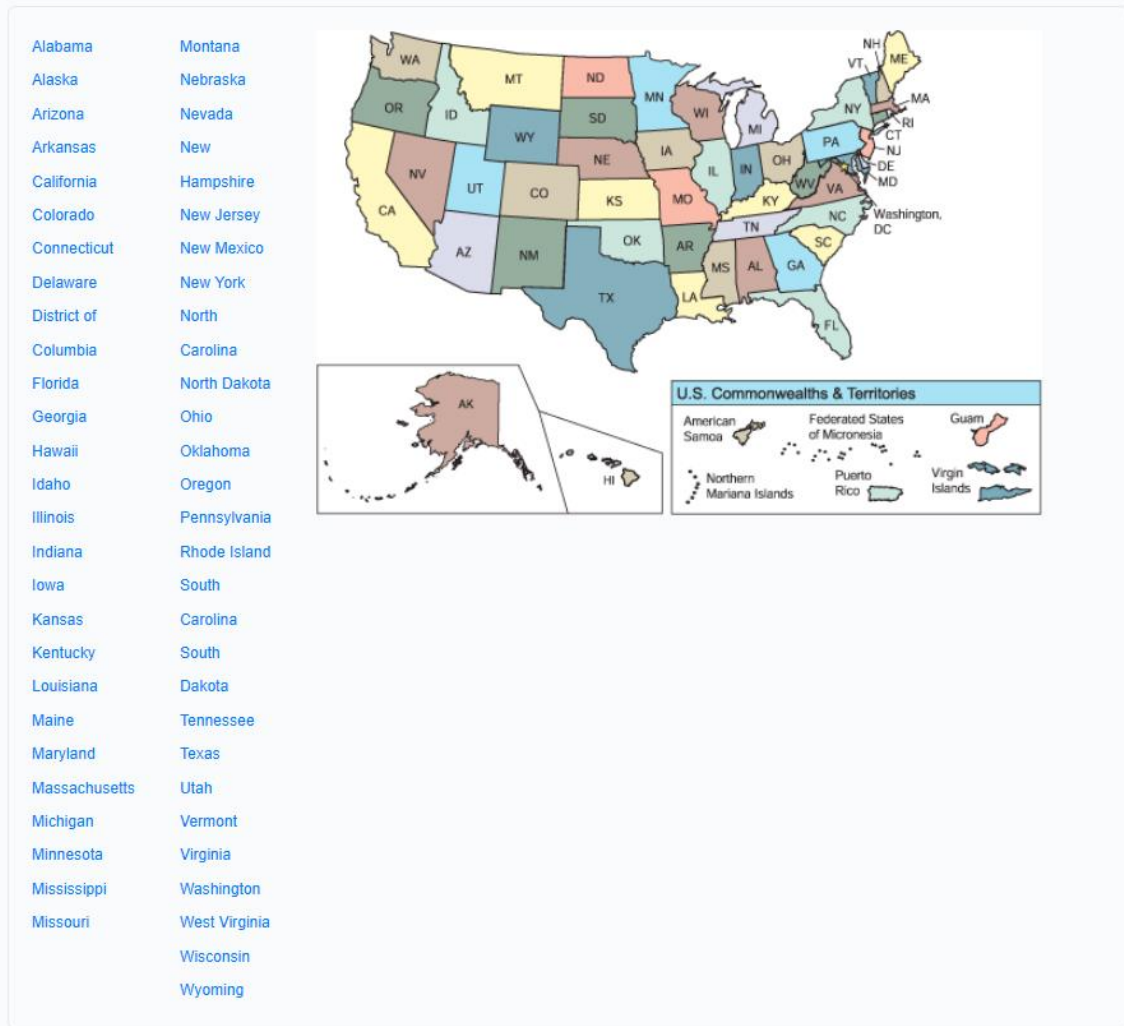 Alabama
Alaska
Arizona
Arkansas
California
Colorado
Connecticut
Delaware
District of
Columbia
Florida
Georgia
Hawaii
Idaho
Illinois
Indiana
Iowa
Kansas
Kentucky
Louisiana
Maine
Maryland
Massachusetts
Michigan
Minnesota
Mississippi
Missouri
Montana
Nebraska
Nevada
New
Hampshire
New Jersey
New Mexico
New York
North
Carolina
North Dakota
Ohio
Oklahoma
Oregon
Pennsylvania
Rhode Island
South
Carolina
South
Dakota
Tennessee
Texas
Utah
Vermont
Virginia
Washington
West Virginia
Wisconsin
Wyoming
WA
OR
CA
ID
NV
MT
WY
UT
AZ
CO
NM
ND
SD
NE
KS
OK
TX
MN
IA
MO
AR
LA
WI
IL
MI
IN
OH
KY
TN
MS
AL
GA
FL
SC
NC
VA
WV
PA
NY
VT
NH
ME
MA
RI
CT
NJ
DE
MD
Washington,
DC
AK
HI
U.S. Commonwealths & Territories
American
Samoa
Federated States
of Micronesia
Guam
Northern
Mariana Islands
Puerto
Rico
Virgin
Islands